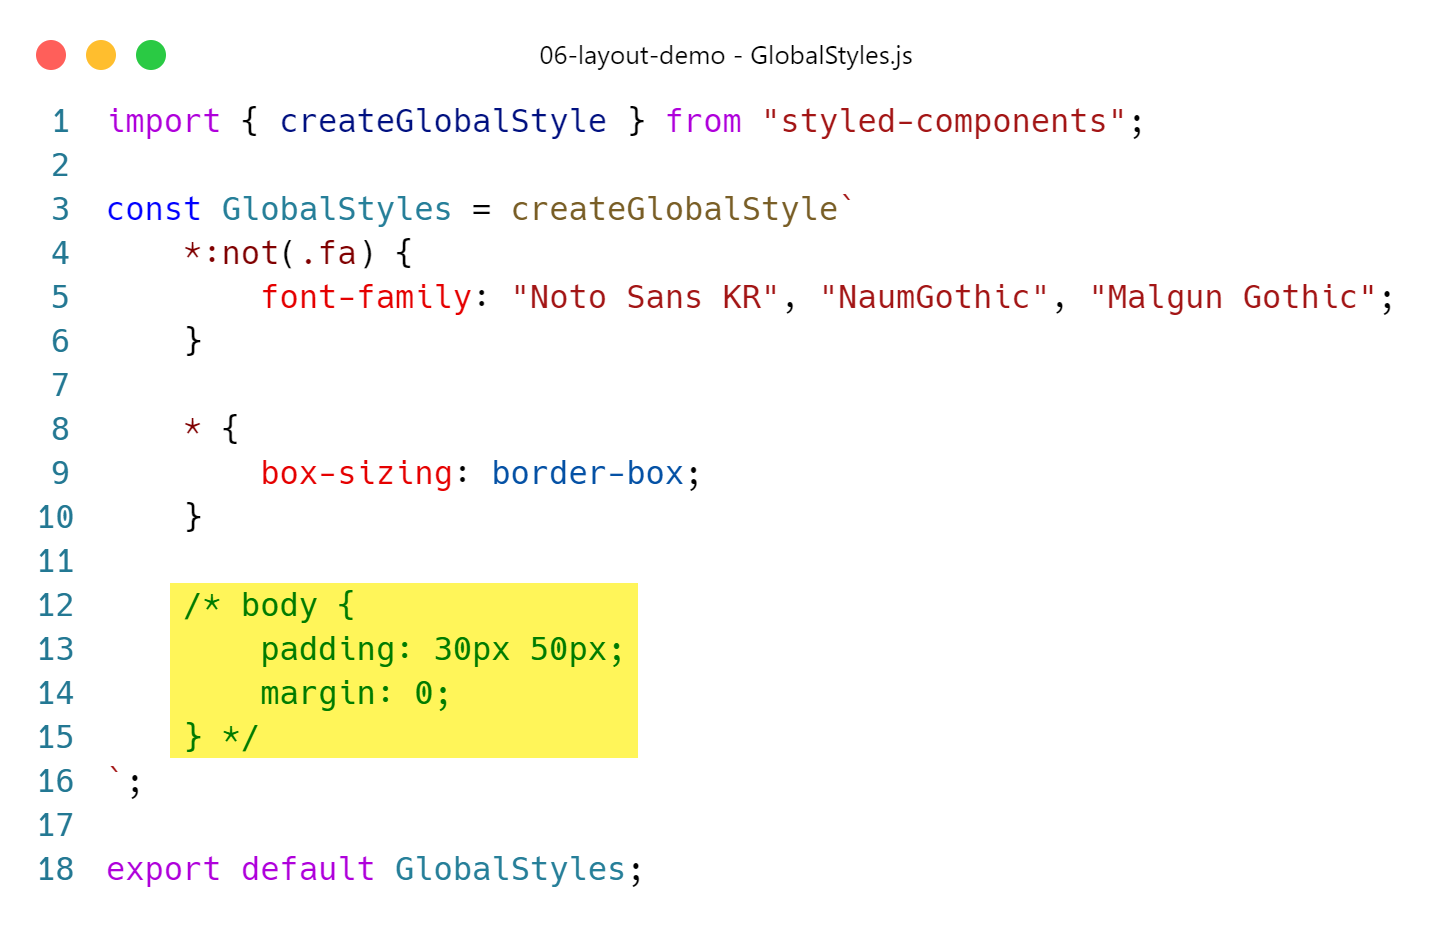 06-layout-demo - GlobalStyles.js
1 import { createGlobalStyle } from "styled-components";
2
3 const GlobalStyles = createGlobalStyle`
4     *:not(.fa) {
5         font-family: "Noto Sans KR", "NaumGothic", "Malgun Gothic";
6     }
7
8     * {
9         box-sizing: border-box;
10     }
11
12     /* body {
13         padding: 30px 50px;
14         margin: 0;
15     } */
16 `;
17
18 export default GlobalStyles;